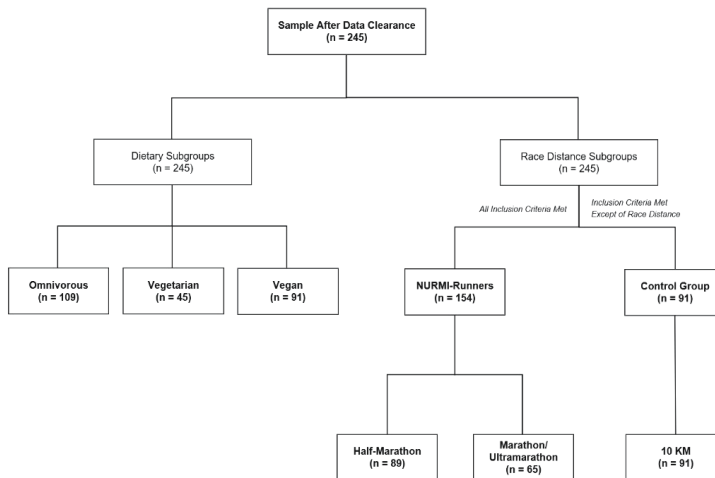 Sample After Data Clearance
(n = 245)
Dietary Subgroups
(n = 245)
Race Distance Subgroups
(n = 245)
All Inclusion Criteria Met
Inclusion Criteria Met
Except of Race Distance
Omnivorous
(n = 109)
Vegetarian
(n = 45)
Vegan
(n = 91)
NURMI-Runners
(n = 154)
Control Group
(n = 91)
Half-Marathon
(n = 89)
Marathon/
Ultramarathon
(n = 65)
10 KM
(n = 91)